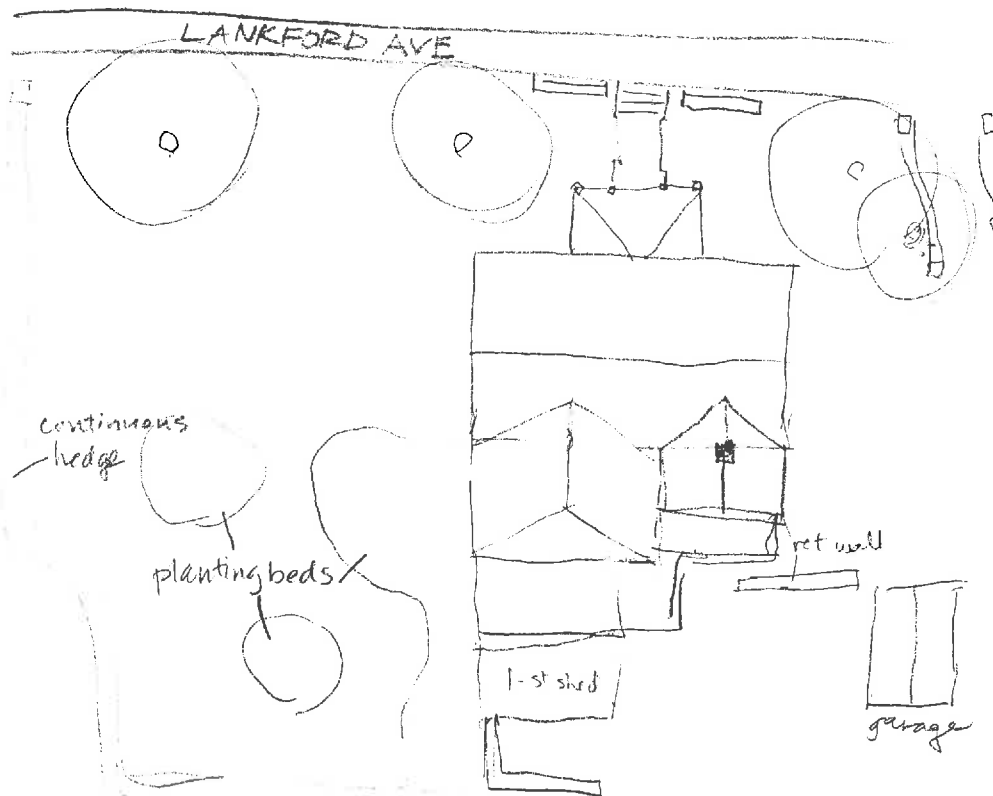 LANKFORD AVE
continuous
hedge
planting beds
ret wall
1-st shed
garage